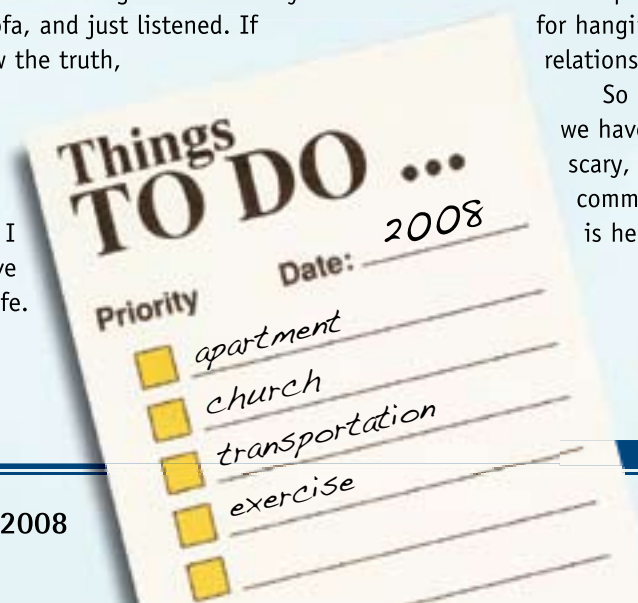 ofa, and just listened. If
w the truth,
I
ve
fe.
for hangi
relations
So
we have
scary,
comm
is he
Things
TO DO ...
Date: 2008
Priority
apartment
church
transportation
exercise
2008